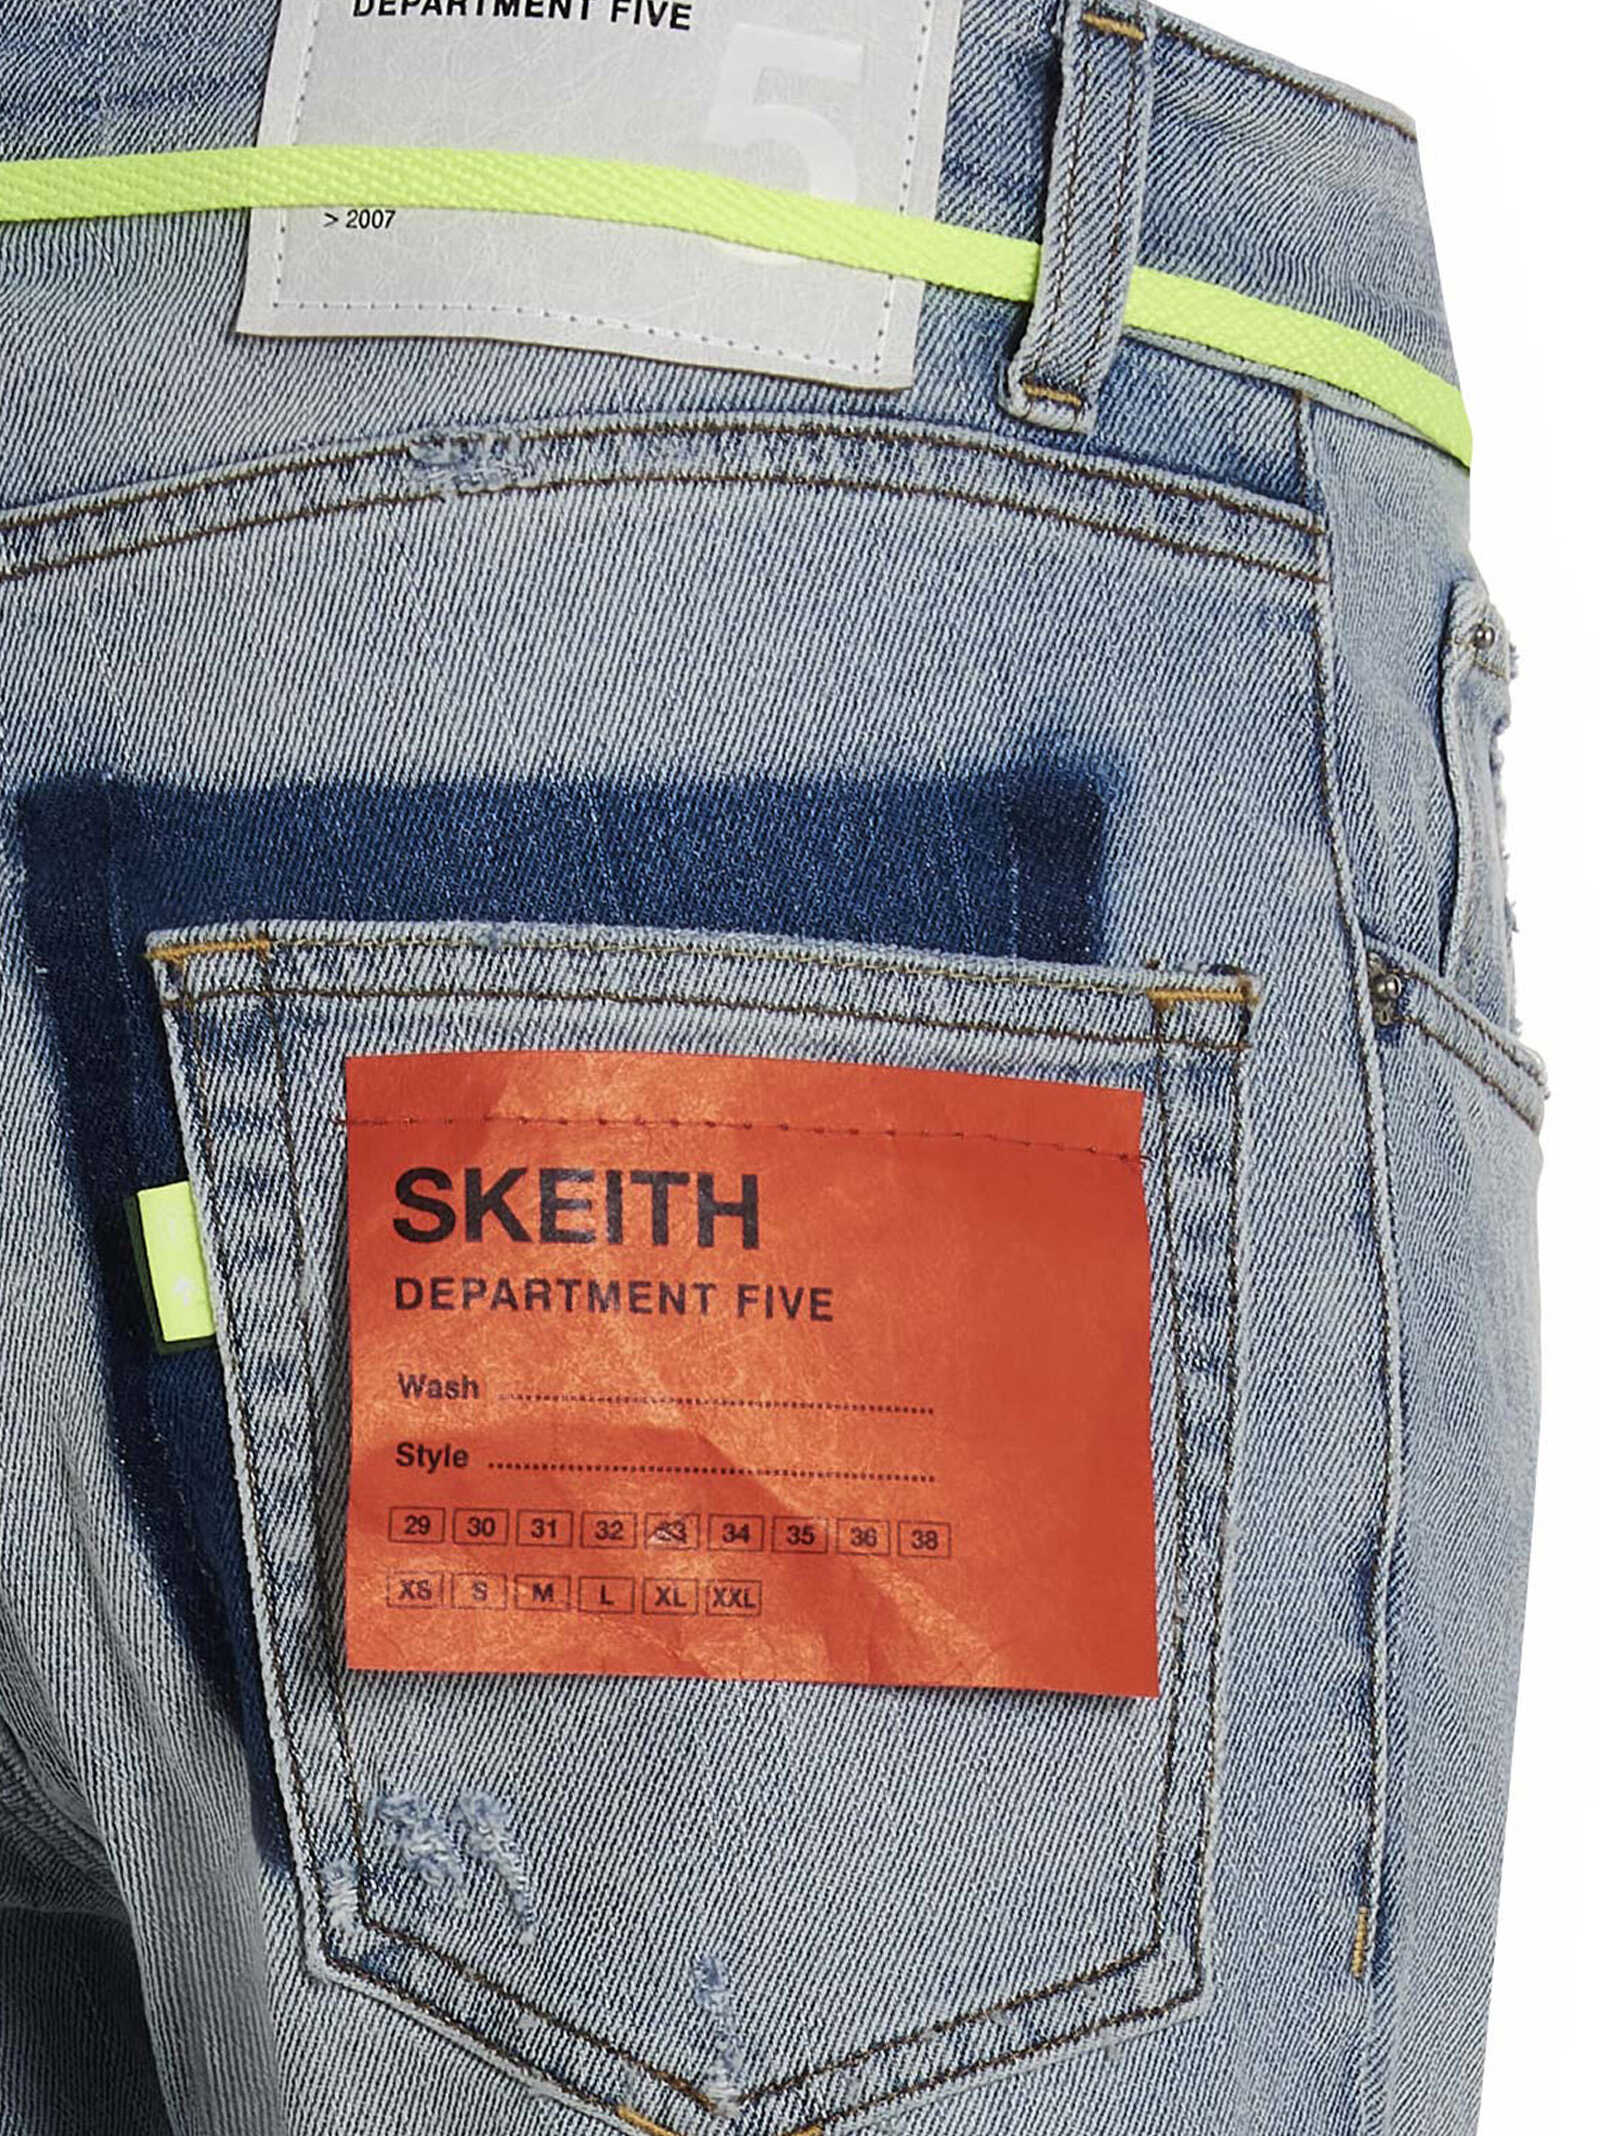 DEPARTMENT FIVE
5
> 2007
SKEITH
DEPARTMENT FIVE
Wash
Style
29 30 31 32 33 34 35 36 38
XS S M L XL XXL